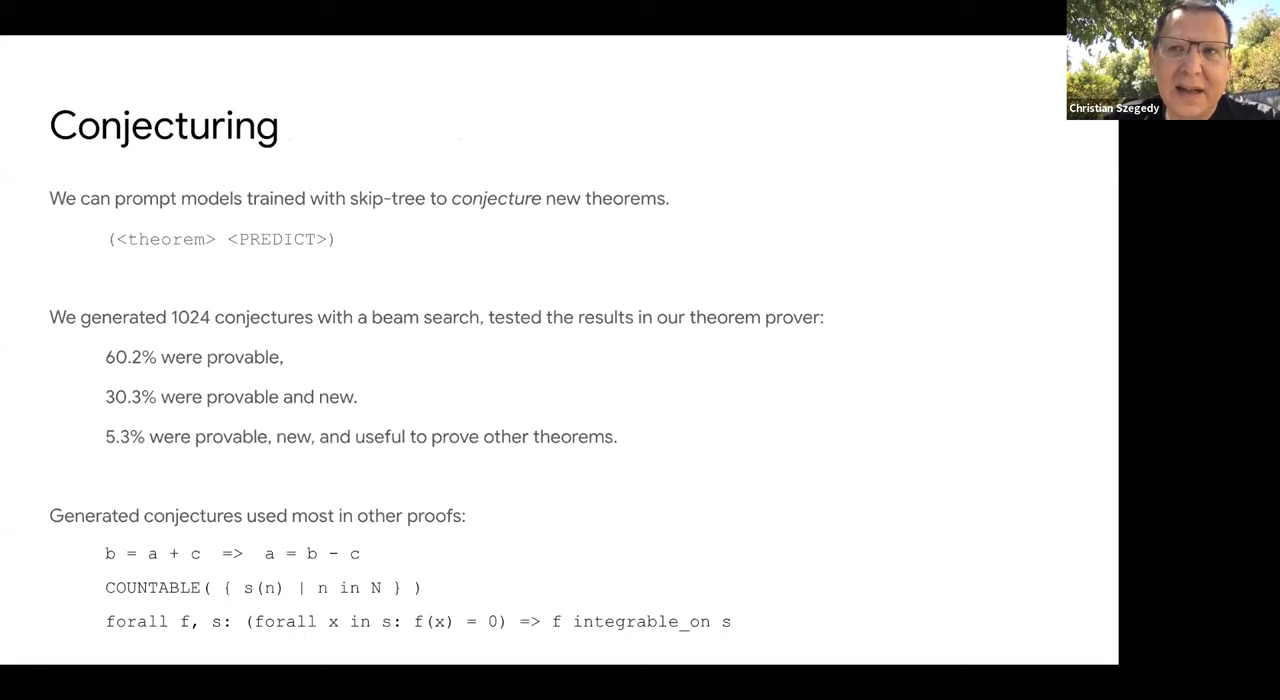 Christian Szegedy
Conjecturing
We can prompt models trained with skip-tree to conjecture new theorems.
(<theorem> <PREDICT>)
We generated 1024 conjectures with a beam search, tested the results in our theorem prover:
60.2% were provable,
30.3% were provable and new.
5.3% were provable, new, and useful to prove other theorems.
Generated conjectures used most in other proofs:
b = a + c => a = b - c
COUNTABLE( { s(n) | n in N } )
forall f, s: (forall x in s: f(x) = 0) => f integrable_on s